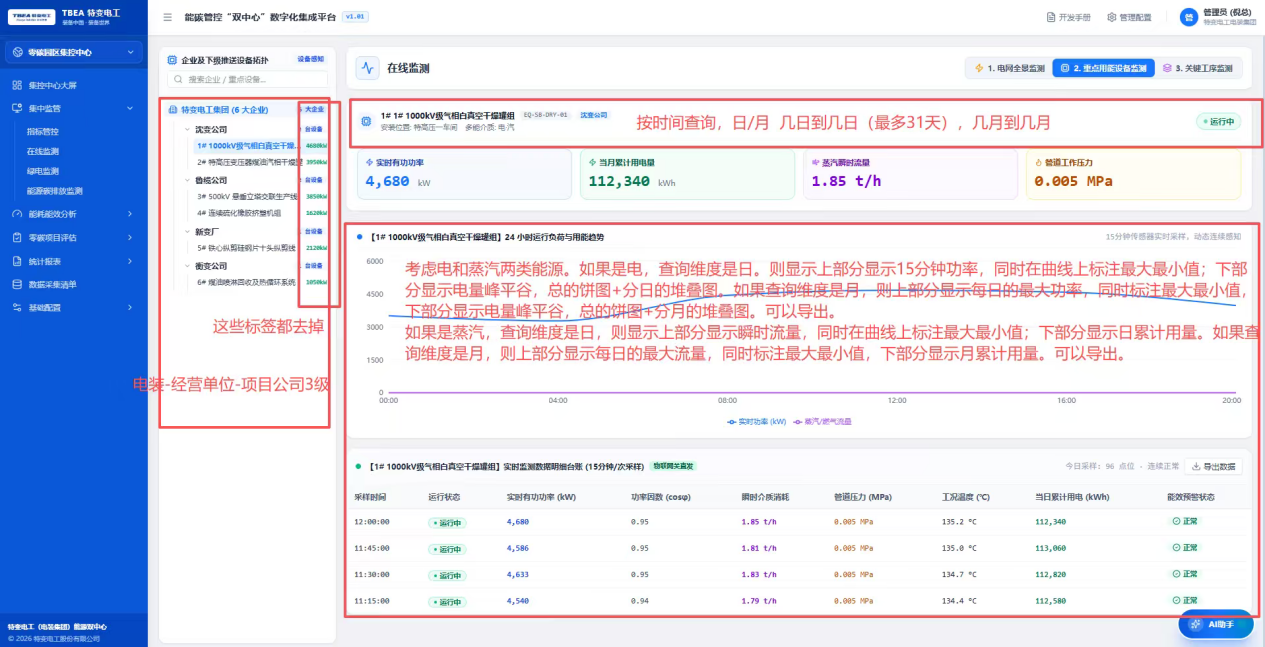 TBEA 特变电工
装备中国·装备世界
能碳管控“双中心”数字化集成平台 v1.01
开发手册
管理配置
管
管理员 (倪总)
特变电工电装集团
零碳园区集控中心
集控中心大屏
集中监管
指标管控
在线监测
绿电监测
能源碳排放监测
能耗能效分析
零碳项目评估
统计报表
数据采集清单
基础配置
特变电工（电装集团）能源双中心
© 2026 特变电工股份有限公司
企业及下级推送设备拓扑 设备感知
搜索企业 / 重点设备...
特变电工集团 (6 大企业) 大企业
沈变公司 台设备
1# 1000kV级气相白真空干燥... 4680kW
2# 特高压变压器煤油汽相干燥 3950kW
鲁缆公司 台设备
3# 500kV 悬垂立塔交联生产线 3850kW
4# 连续硫化橡胶挤塑机组 1620kW
新变厂 台设备
5# 铁心纵剪硅钢片十头纵剪线 2120kW
衡变公司 台设备
6# 煤油喷淋回收及热循环系统 1050kW
这些标签都去掉
电装-经营单位-项目公司3级
在线监测
1. 电网全景监测
2. 重点用能设备监测
3. 关键工序监测
1# 1# 1000kV级气相白真空干燥罐组 EQ-SB-DRY-01 沈变公司
安装位置: 特高压一车间 多能介质: 电·汽
按时间查询，日/月 几日到几日（最多31天），几月到几月
运行中
实时有功功率
4,680 kW
当月累计用电量
112,340 kWh
蒸汽瞬时流量
1.85 t/h
管道工作压力
0.005 MPa
【1# 1000kV级气相白真空干燥罐组】24 小时运行负荷与用能趋势
15分钟传感器实时采样，动态连续感知
6000
4500
3000
1500
0
考虑电和蒸汽两类能源。如果是电，查询维度是日。则显示上部分显示15分钟功率，同时在曲线上标注最大最小值；下部
分显示电量峰平谷，总的饼图+分日的堆叠图。如果查询维度是月，则上部分显示每日的最大功率，同时标注最大最小值，
下部分显示电量峰平谷，总的饼图+分月的堆叠图。可以导出。
如果是蒸汽，查询维度是日，则显示上部分显示瞬时流量，同时在曲线上标注最大最小值；下部分显示日累计用量。如果查
询维度是月，则上部分显示每日的最大流量，同时标注最大最小值，下部分显示月累计用量。可以导出。
00:00 04:00 08:00 12:00 16:00 20:00
实时功率 (kW) 蒸汽/燃气流量
【1# 1000kV级气相白真空干燥罐组】实时监测数据明细台账 (15分钟/次采样) 物联网关直发
今日采样: 96 点位 · 连续正常
导出数据
采样时间 运行状态 实时有功功率 (kW) 功率因数 (cosφ) 瞬时介质消耗 管道压力 (MPa) 工况温度 (℃) 当日累计用电 (kWh) 能效预警状态
12:00:00 运行中 4,680 0.95 1.85 t/h 0.005 MPa 135.2 ℃ 112,340 正常
11:45:00 运行中 4,586 0.95 1.81 t/h 0.005 MPa 135.0 ℃ 113,060 正常
11:30:00 运行中 4,633 0.95 1.83 t/h 0.005 MPa 134.7 ℃ 112,820 正常
11:15:00 运行中 4,540 0.94 1.79 t/h 0.005 MPa 134.4 ℃ 112,580 正常
AI助手